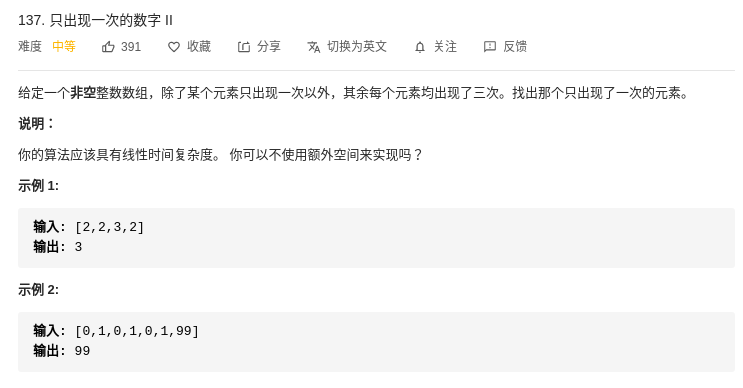 137. 只出现一次的数字 II
难度 中等 391 收藏 分享 切换为英文 关注 反馈
给定一个非空整数数组，除了某个元素只出现一次以外，其余每个元素均出现了三次。找出那个只出现了一次的元素。
说明：
你的算法应该具有线性时间复杂度。 你可以不使用额外空间来实现吗？
示例 1:
输入: [2,2,3,2]
输出: 3
示例 2:
输入: [0,1,0,1,0,1,99]
输出: 99